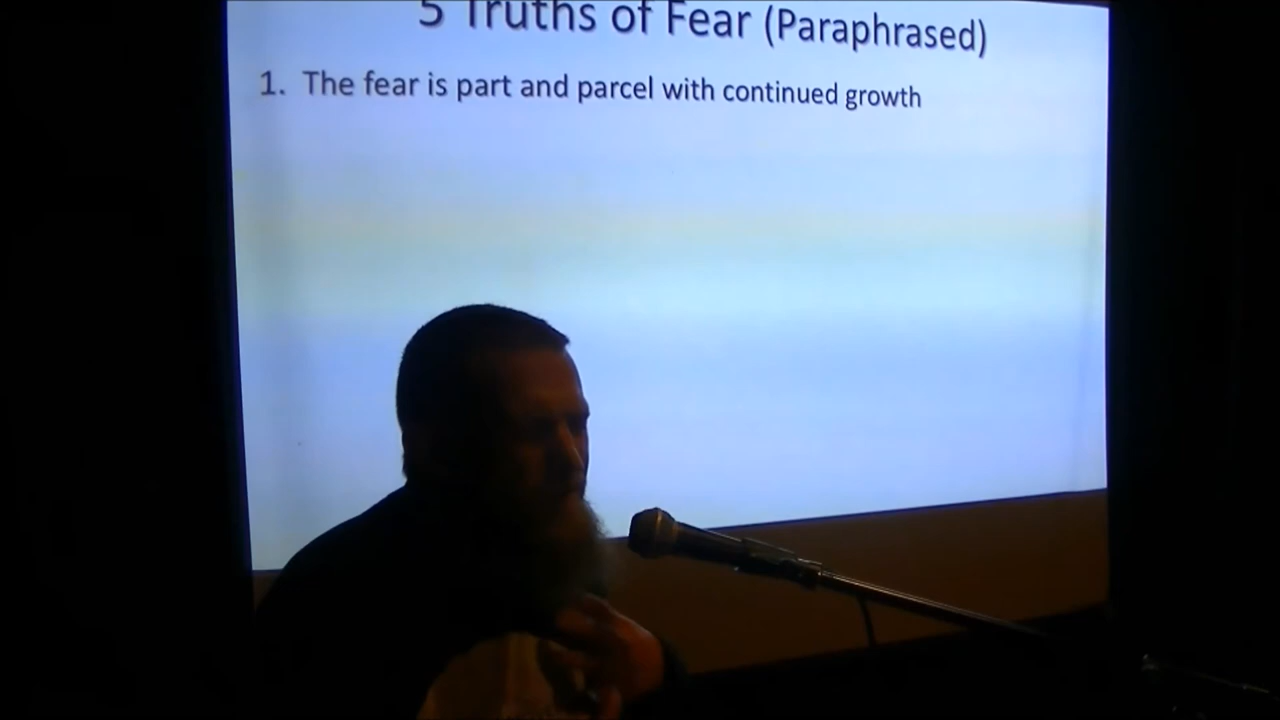 5 Truths of Fear (Paraphrased)
1. The fear is part and parcel with continued growth